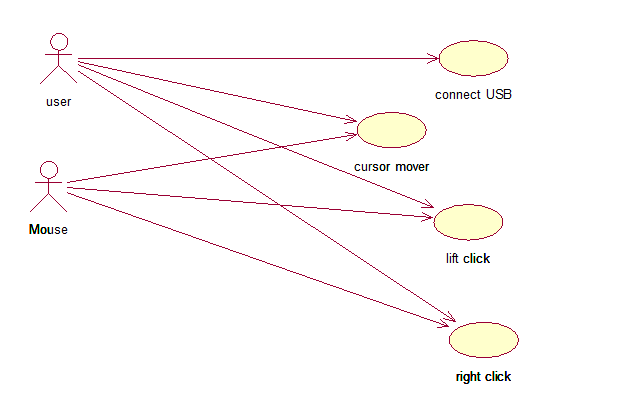 user
connect USB
cursor mover
Mouse
lift click
right click